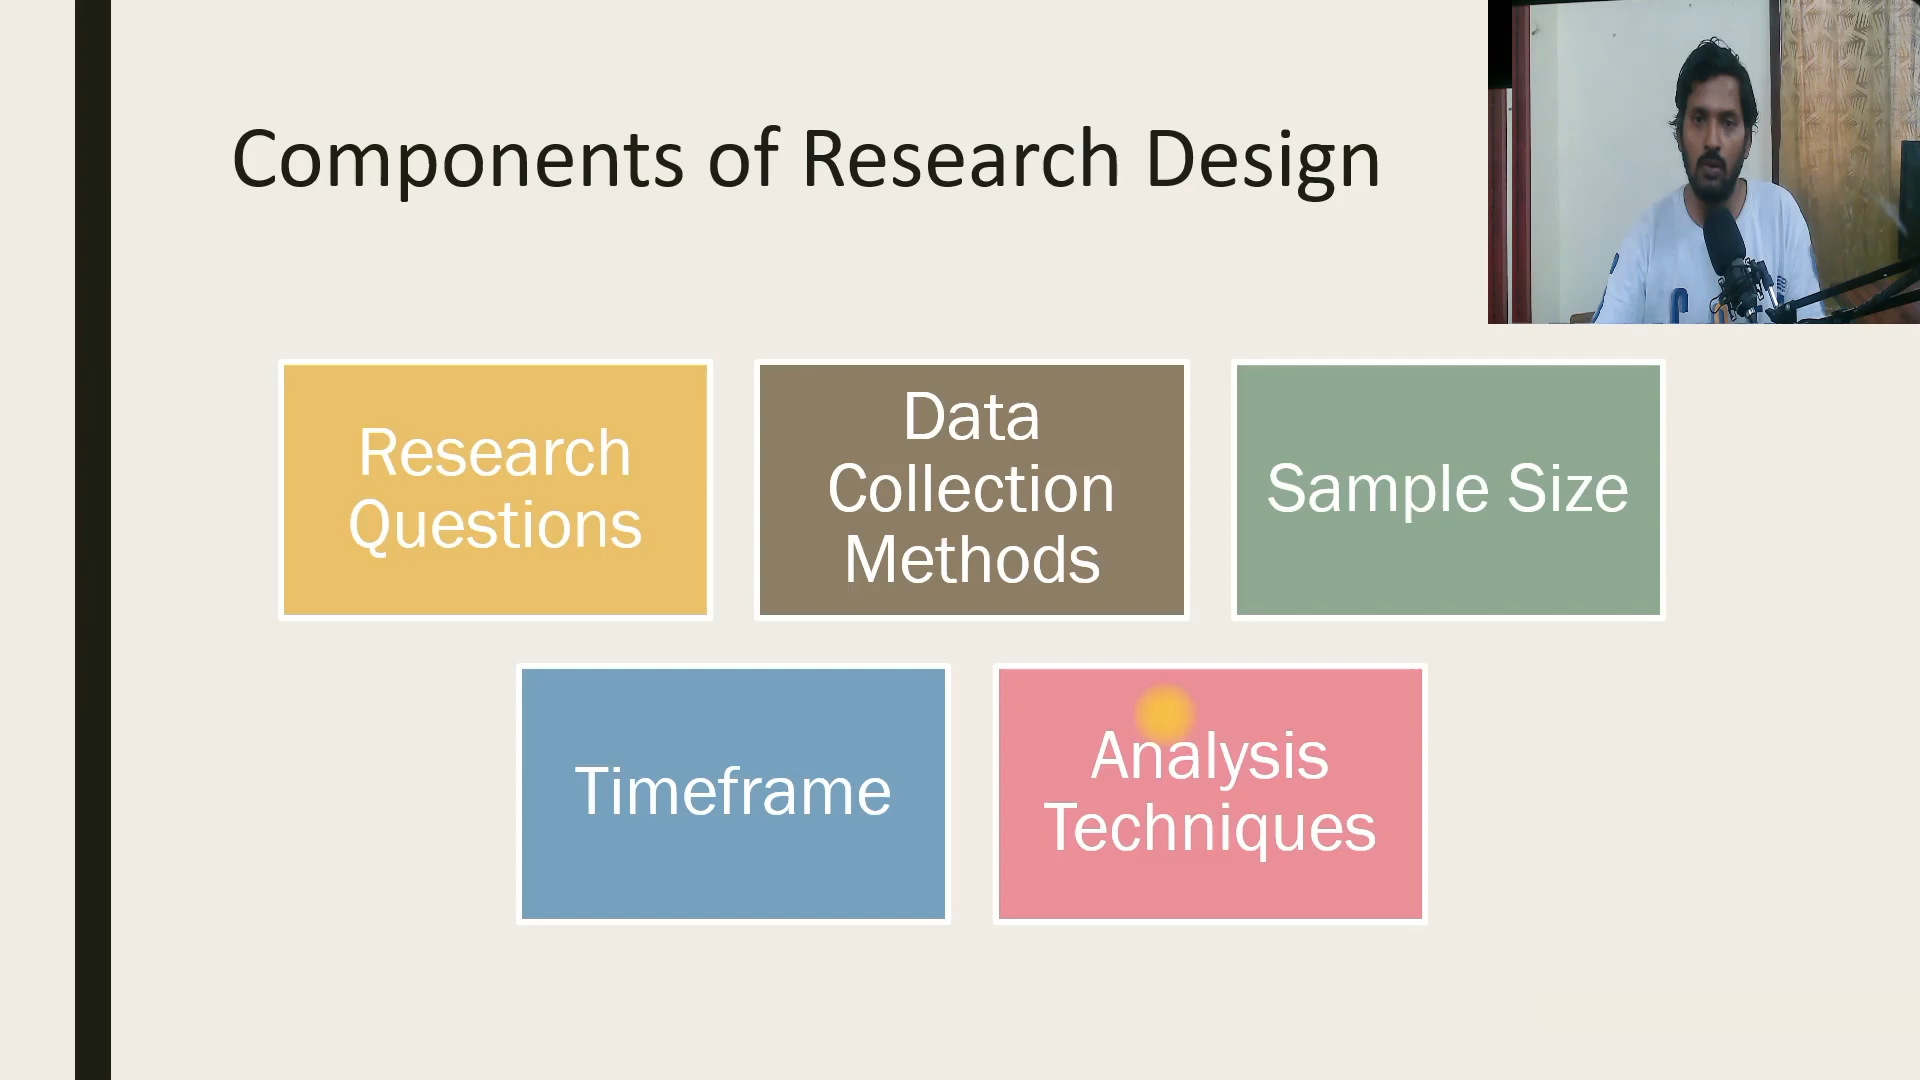 Components of Research Design
Research
Questions
Data
Collection
Methods
Sample Size
Timeframe
Analysis
Techniques